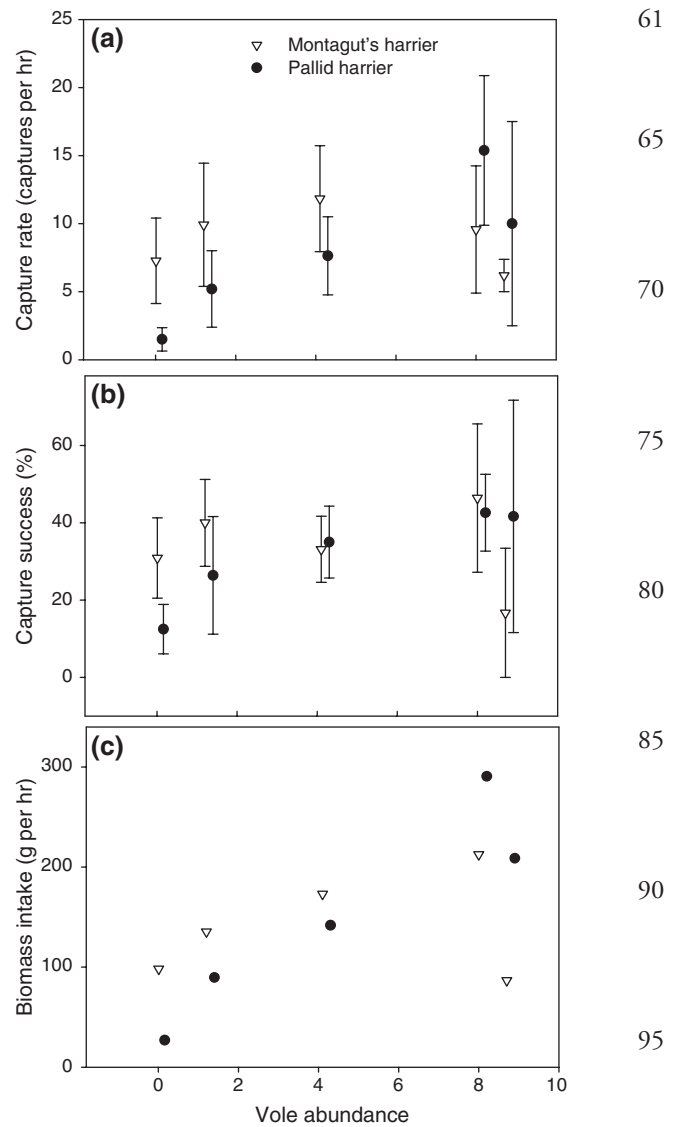 61
25
(a)
Montagut's harrier
Pallid harrier
20
65
15
10
70
5
0
Capture rate (captures per hr)
(b)
75
60
40
80
20
0
Capture success (%)
(c)
85
300
200
90
100
95
0
Biomass intake (g per hr)
0 2 4 6 8 10
Vole abundance